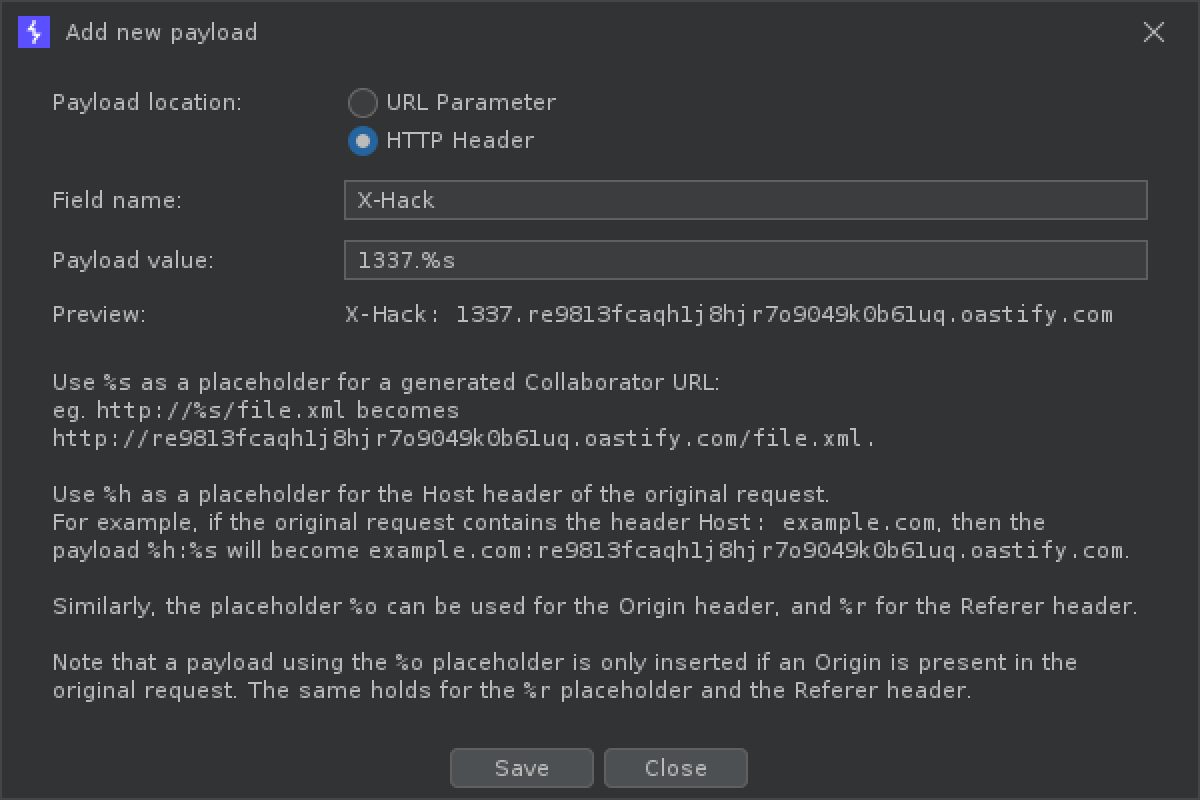 Add new payload
Payload location:
URL Parameter
HTTP Header
Field name:
X-Hack
Payload value:
1337.%s
Preview:
X-Hack: 1337.re9813fcaqh1j8hjr7o9049k0b61uq.oastify.com
Use %s as a placeholder for a generated Collaborator URL:
eg. http://%s/file.xml becomes
http://re9813fcaqh1j8hjr7o9049k0b61uq.oastify.com/file.xml.
Use %h as a placeholder for the Host header of the original request.
For example, if the original request contains the header Host: example.com, then the
payload %h:%s will become example.com:re9813fcaqh1j8hjr7o9049k0b61uq.oastify.com.
Similarly, the placeholder %o can be used for the Origin header, and %r for the Referer header.
Note that a payload using the %o placeholder is only inserted if an Origin is present in the
original request. The same holds for the %r placeholder and the Referer header.
Save
Close